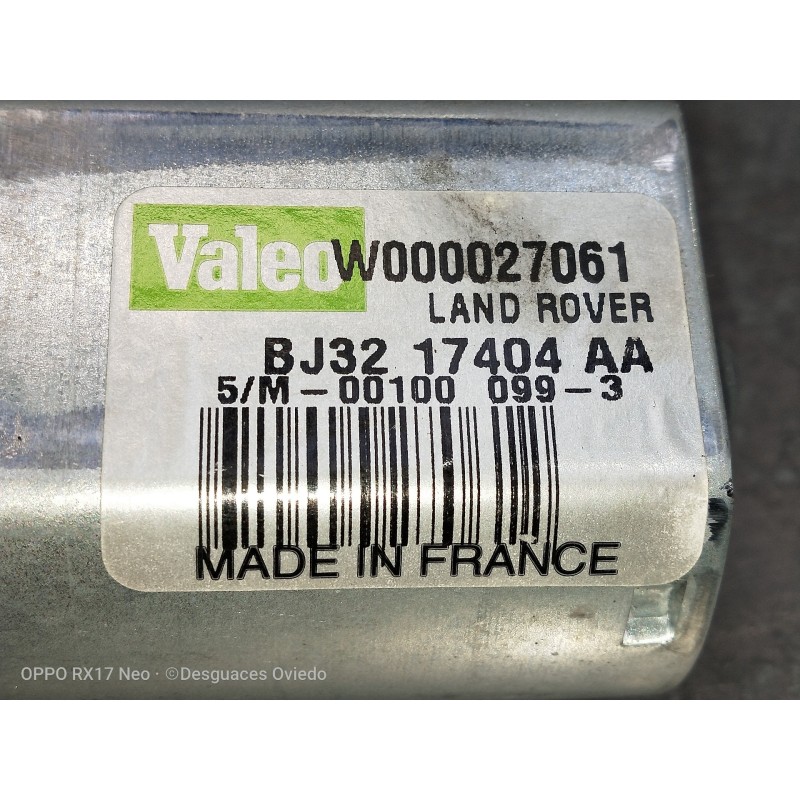 Valeo W000027061
LAND ROVER
BJ32 17404 AA
5/M-00100 099-3
MADE IN FRANCE
OPPO RX17 Neo · ©Desguaces Oviedo